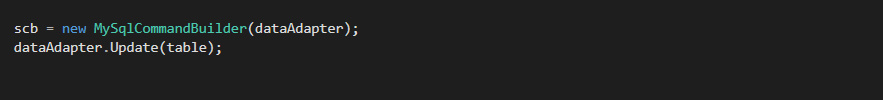 scb = new MySqlCommandBuilder(dataAdapter);
dataAdapter.Update(table);